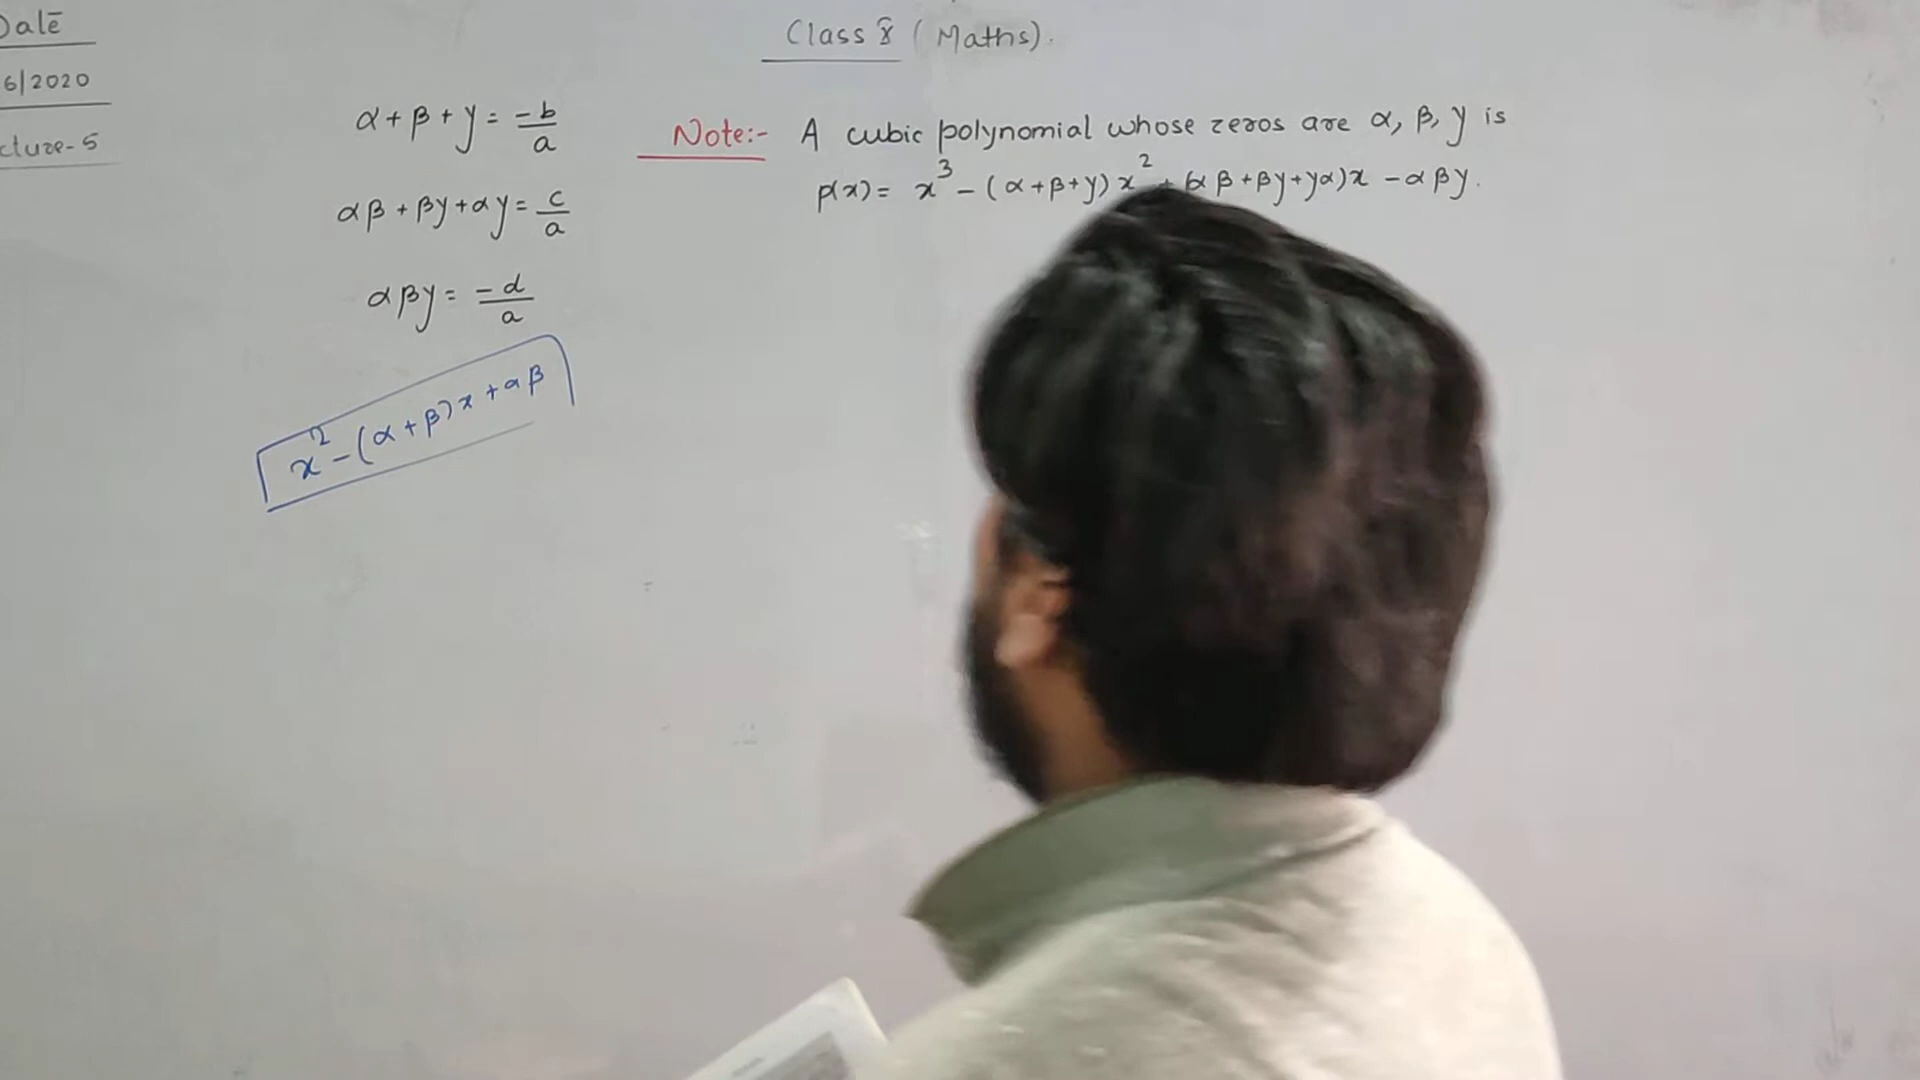 Date
6/2020
cture-5
Class 8 (Maths).
α+β+γ = -b/a
αβ+βγ+αγ = c/a
αβγ = -d/a
x²-(α+β)x+αβ
Note:- A cubic polynomial whose zeros are α, β, γ is
p(x) = x³-(α+β+γ)x²+(αβ+βγ+γα)x-αβγ.